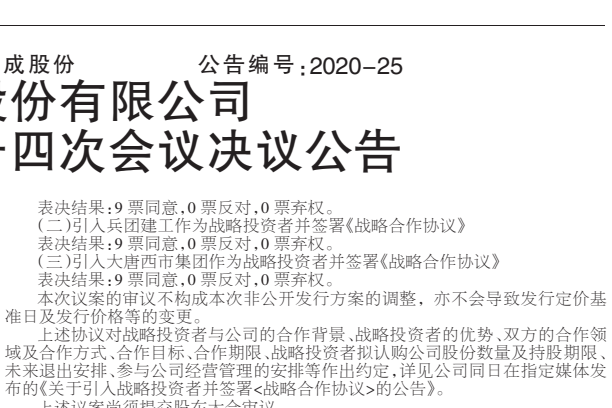 成股份 公告编号:2020-25
份有限公司
四次会议决议公告
表决结果:9 票同意,0 票反对,0 票弃权。
(二)引入兵团建工作为战略投资者并签署《战略合作协议》
表决结果:9 票同意,0 票反对,0 票弃权。
(三)引入大唐西市集团作为战略投资者并签署《战略合作协议》
表决结果:9 票同意,0 票反对,0 票弃权。
本次议案的审议不构成本次非公开发行方案的调整，亦不会导致发行定价基
准日及发行价格等的变更。
上述协议对战略投资者与公司的合作背景、战略投资者的优势、双方的合作领
域及合作方式、合作目标、合作期限、战略投资者拟认购公司股份数量及持股期限、
未来退出安排、参与公司经营管理的安排等作出约定,详见公司同日在指定媒体发
布的《关于引入战略投资者并签署<战略合作协议>的公告》。
上述议案尚须提交股东大会审议